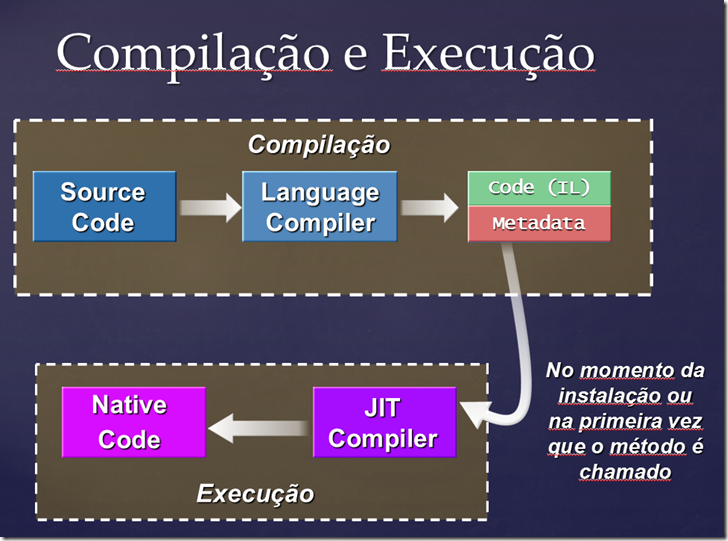 Compilação e Execução
Compilação
Source
Code
Language
Compiler
Code (IL)
Metadata
No momento da
instalação ou
na primeira vez
que o método é
chamado
JIT
Compiler
Native
Code
Execução